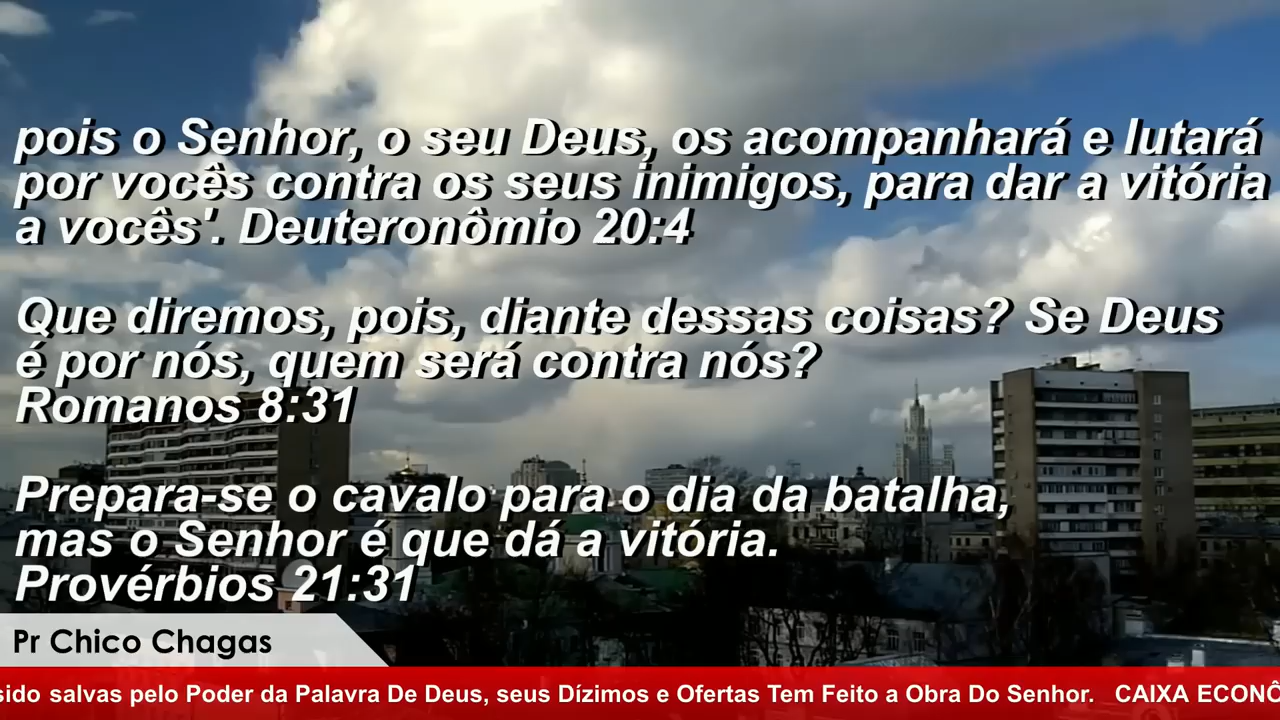 pois o Senhor, o seu Deus, os acompanhará e lutará
por vocês contra os seus inimigos, para dar a vitória
a vocês'. Deuteronômio 20:4
Que diremos, pois, diante dessas coisas? Se Deus
é por nós, quem será contra nós?
Romanos 8:31
Prepara-se o cavalo para o dia da batalha,
mas o Senhor é que dá a vitória.
Provérbios 21:31
Pr Chico Chagas
sido salvas pelo Poder da Palavra De Deus, seus Dízimos e Ofertas Tem Feito a Obra Do Senhor. CAIXA ECONÔ